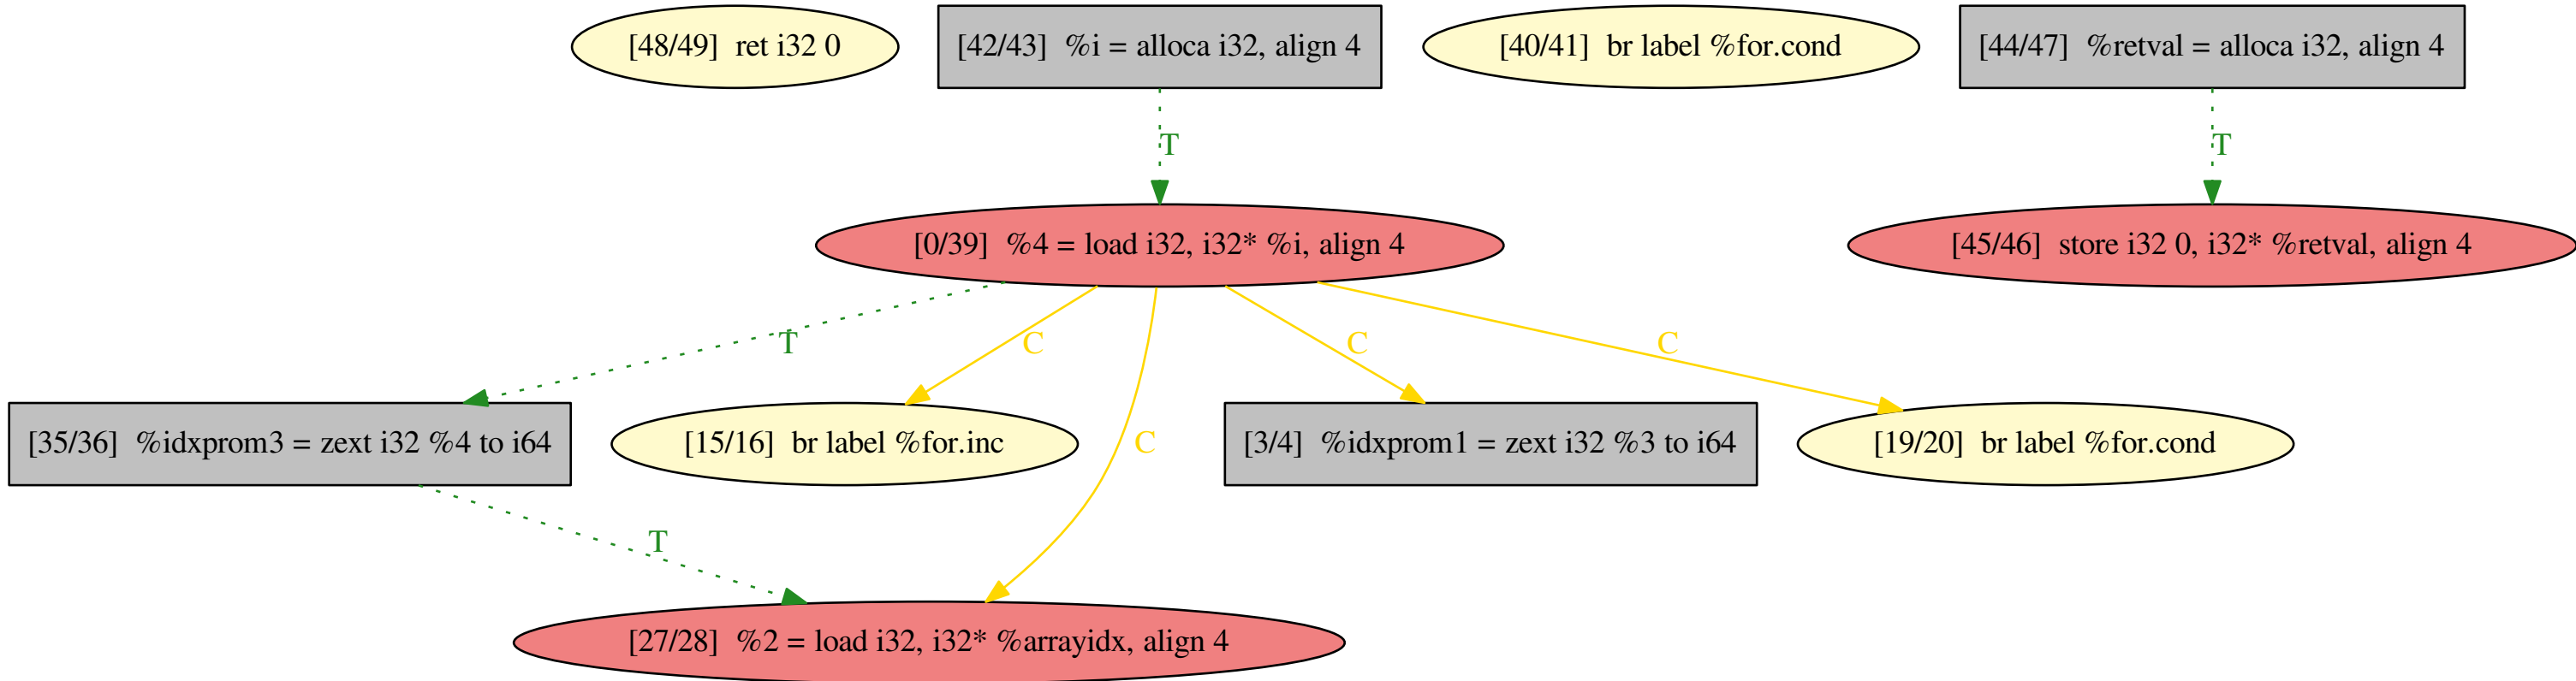 [48/49] ret i32 0
[42/43] %i = alloca i32, align 4
[40/41] br label %for.cond
[44/47] %retval = alloca i32, align 4
T
T
[0/39] %4 = load i32, i32* %i, align 4
[45/46] store i32 0, i32* %retval, align 4
T
C
C
C
[35/36] %idxprom3 = zext i32 %4 to i64
[15/16] br label %for.inc
C
[3/4] %idxprom1 = zext i32 %3 to i64
[19/20] br label %for.cond
T
[27/28] %2 = load i32, i32* %arrayidx, align 4